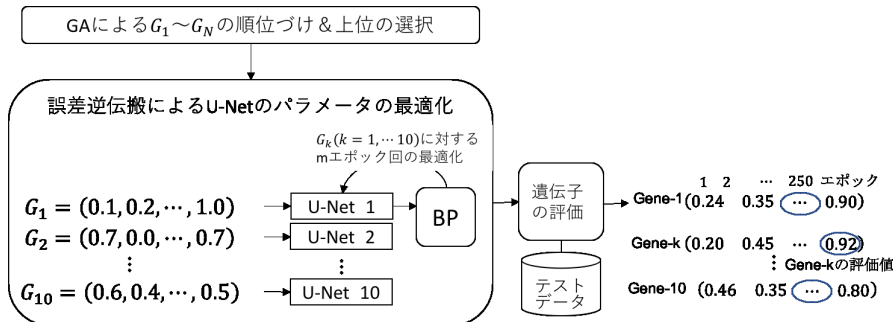 GAによるG₁～G_Nの順位づけ＆上位の選択
誤差逆伝搬によるU-Netのパラメータの最適化
G_k(k = 1, ⋯ 10)に対する
mエポック回の最適化
G₁ = (0.1, 0.2, ⋯, 1.0)
U-Net 1
BP
G₂ = (0.7, 0.0, ⋯, 0.7)
U-Net 2
⋮
⋮
G₁₀ = (0.6, 0.4, ⋯, 0.5)
U-Net 10
遺伝子
の評価
テスト
データ
1 2 ⋯ 250 エポック
Gene-1 (0.24 0.35 ⋯ 0.90)
Gene-k (0.20 0.45 ⋯ 0.92)
⋮ Gene-kの評価値
Gene-10 (0.46 0.35 ⋯ 0.80)